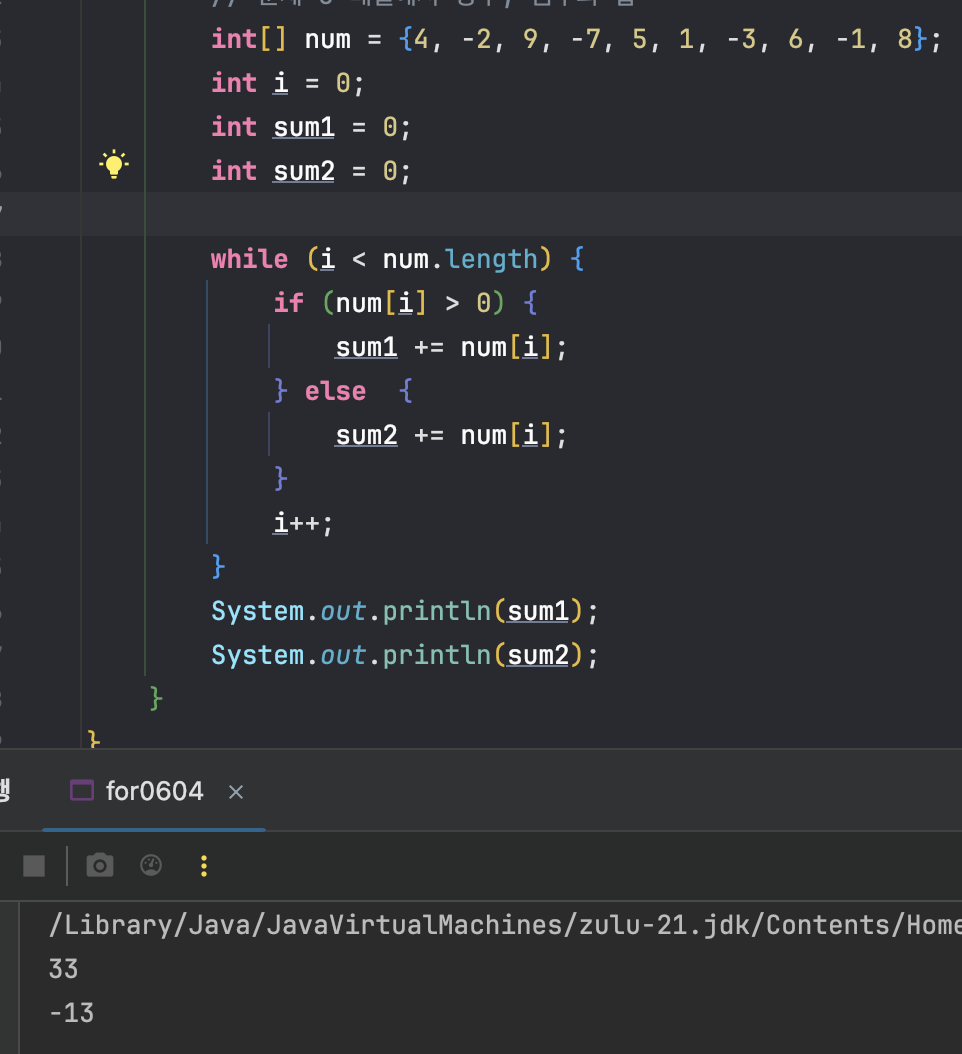 int[] num = {4, -2, 9, -7, 5, 1, -3, 6, -1, 8};
int i = 0;
int sum1 = 0;
int sum2 = 0;
while (i < num.length) {
if (num[i] > 0) {
sum1 += num[i];
} else  {
sum2 += num[i];
}
i++;
}
System.out.println(sum1);
System.out.println(sum2);
}
}
for0604
/Library/Java/JavaVirtualMachines/zulu-21.jdk/Contents/Home
33
-13